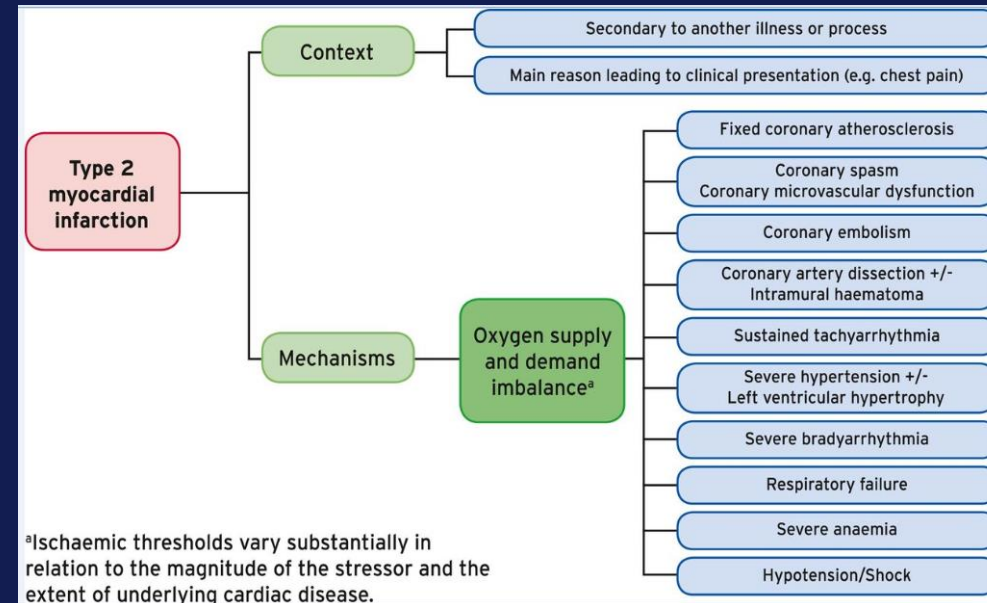 Context
Secondary to another illness or process
Main reason leading to clinical presentation (e.g. chest pain)
Type 2
myocardial
infarction
Mechanisms
Oxygen supply
and demand
imbalanceᵃ
Fixed coronary atherosclerosis
Coronary spasm
Coronary microvascular dysfunction
Coronary embolism
Coronary artery dissection +/-
Intramural haematoma
Sustained tachyarrhythmia
Severe hypertension +/-
Left ventricular hypertrophy
Severe bradyarrhythmia
Respiratory failure
Severe anaemia
Hypotension/Shock
ᵃIschaemic thresholds vary substantially in
relation to the magnitude of the stressor and the
extent of underlying cardiac disease.